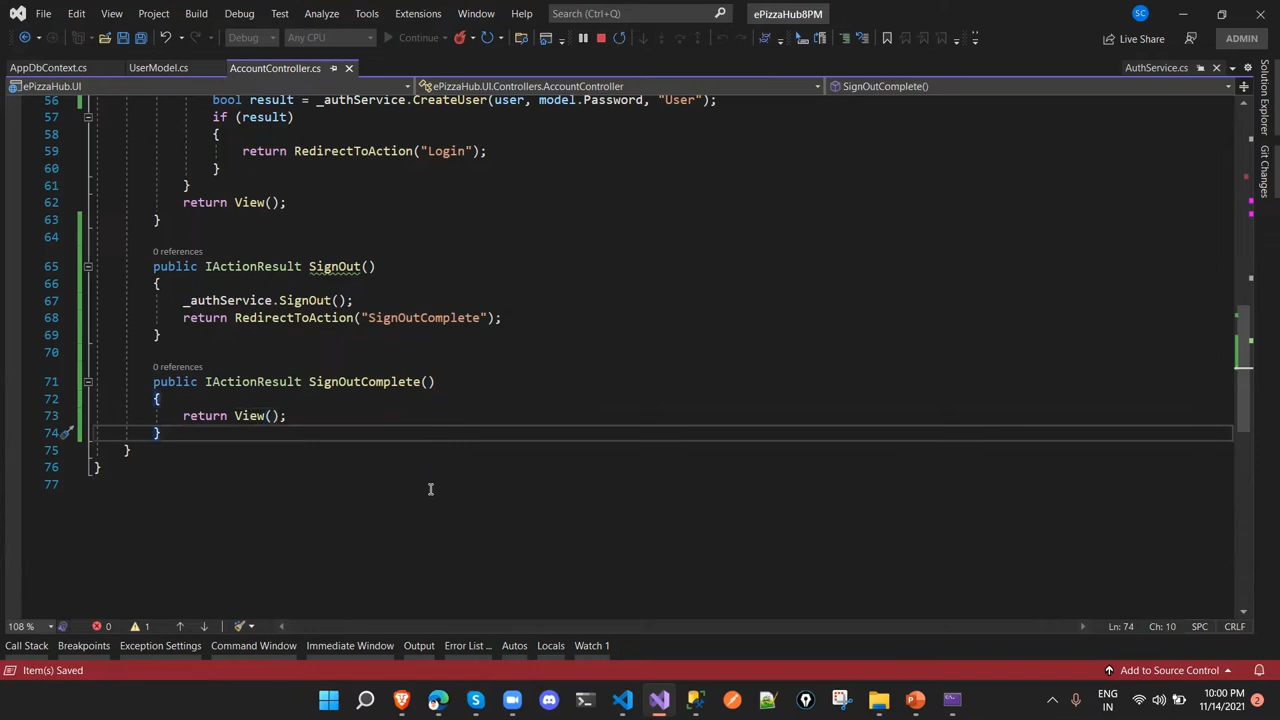 File Edit View Project Build Debug Test Analyze Tools Extensions Window Help Search (Ctrl+Q) ePizzaHub8PM SC
Debug Any CPU Continue Live Share ADMIN
AppDbContext.cs UserModel.cs AccountController.cs AuthService.cs
ePizzaHub.UI ePizzaHub.UI.Controllers.AccountController SignOutComplete()
56 bool result = _authService.CreateUser(user, model.Password, "User");
57 if (result)
58 {
59 return RedirectToAction("Login");
60 }
61 }
62 return View();
63 }
64
0 references
65 public IActionResult SignOut()
66 {
67 _authService.SignOut();
68 return RedirectToAction("SignOutComplete");
69 }
70
0 references
71 public IActionResult SignOutComplete()
72 {
73 return View();
74 }
75 }
76 }
77
108 % 0 1 Ln: 74 Ch: 10 SPC CRLF
Call Stack Breakpoints Exception Settings Command Window Immediate Window Output Error List ... Autos Locals Watch 1
Item(s) Saved Add to Source Control
ENG 10:00 PM
IN 11/14/2021 2
Solution Explorer
Git Changes